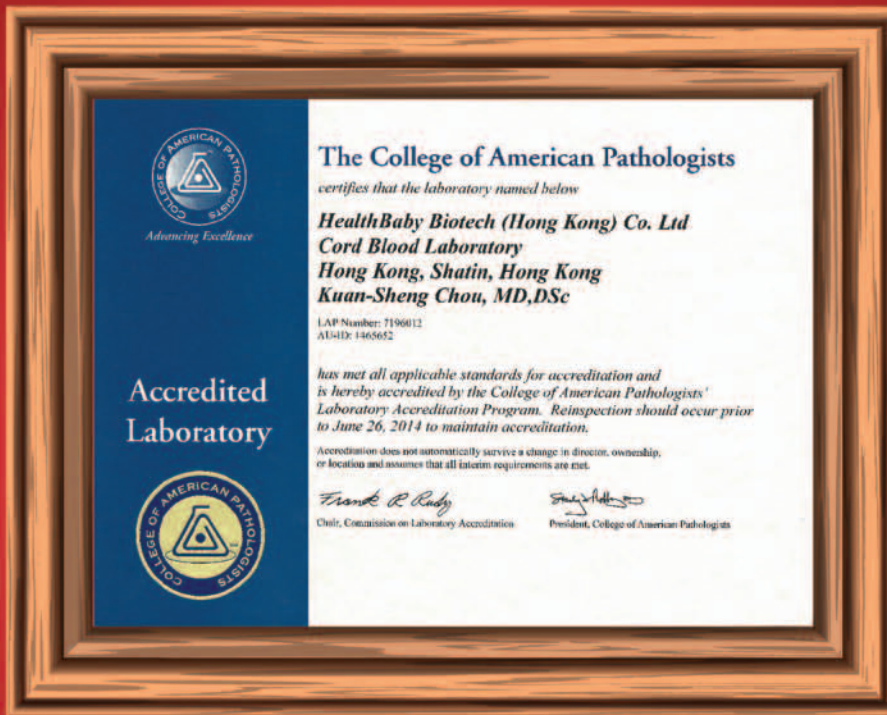 COLLEGE OF AMERICAN PATHOLOGISTS
Advancing Excellence
Accredited
Laboratory
COLLEGE OF AMERICAN PATHOLOGISTS
The College of American Pathologists
certifies that the laboratory named below
HealthBaby Biotech (Hong Kong) Co. Ltd
Cord Blood Laboratory
Hong Kong, Shatin, Hong Kong
Kuan-Sheng Chou, MD,DSc
LAP Number: 7196012
AU-ID: 1465652
has met all applicable standards for accreditation and
is hereby accredited by the College of American Pathologists'
Laboratory Accreditation Program. Reinspection should occur prior
to June 26, 2014 to maintain accreditation.
Accreditation does not automatically survive a change in director, ownership,
or location and assumes that all interim requirements are met.
Frank R Rudy
Chair, Commission on Laboratory Accreditation
President, College of American Pathologists